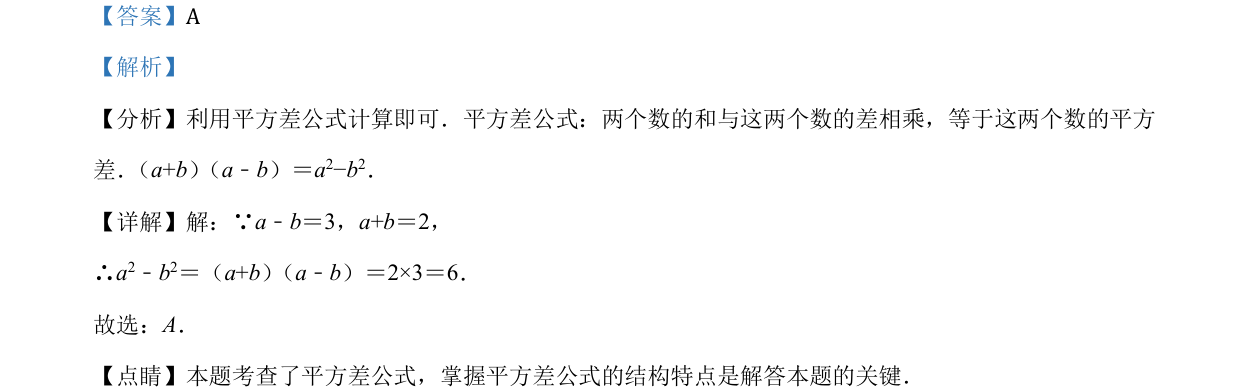 【答案】A
【解析】
【分析】利用平方差公式计算即可．平方差公式：两个数的和与这两个数的差相乘，等于这两个数的平方
差．（a+b）（a﹣b）＝a²−b²．
【详解】解：∵a﹣b＝3，a+b＝2，
∴a²﹣b²＝（a+b）（a﹣b）＝2×3＝6．
故选：A．
【点睛】本题考查了平方差公式，掌握平方差公式的结构特点是解答本题的关键．